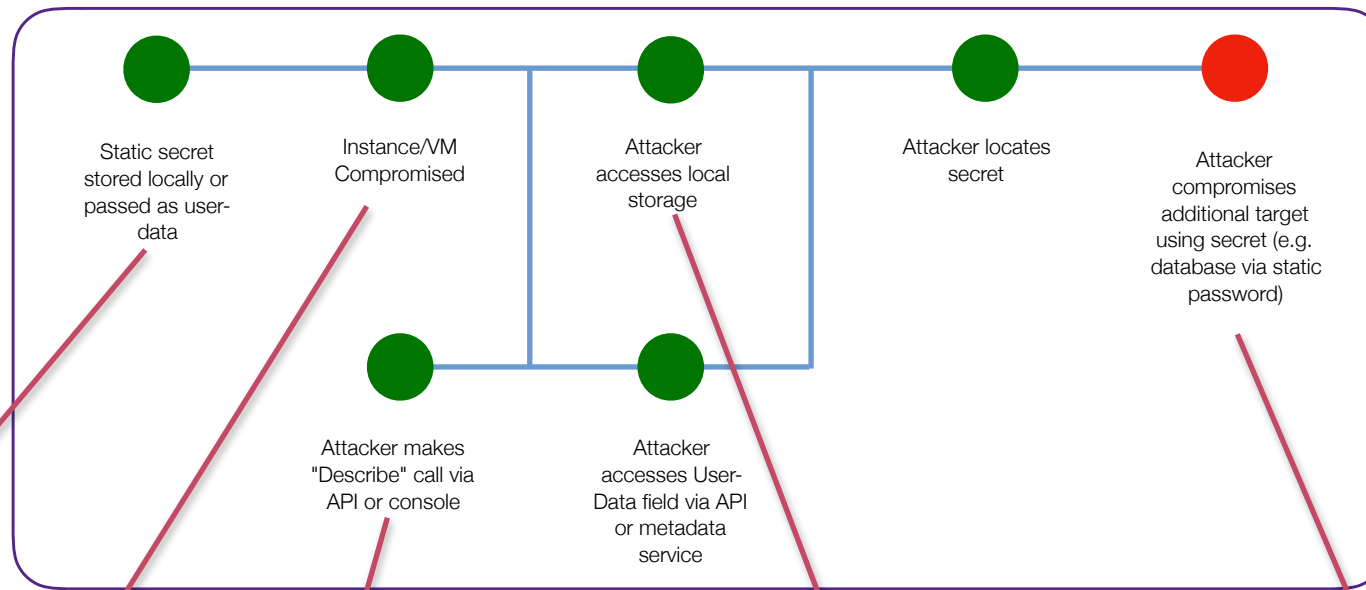 Static secret
stored locally or
passed as user-
data
Instance/VM
Compromised
Attacker
accesses local
storage
Attacker locates
secret
Attacker
compromises
additional target
using secret (e.g.
database via static
password)
Attacker makes
"Describe" call via
API or console
Attacker
accesses User-
Data field via API
or metadata
service